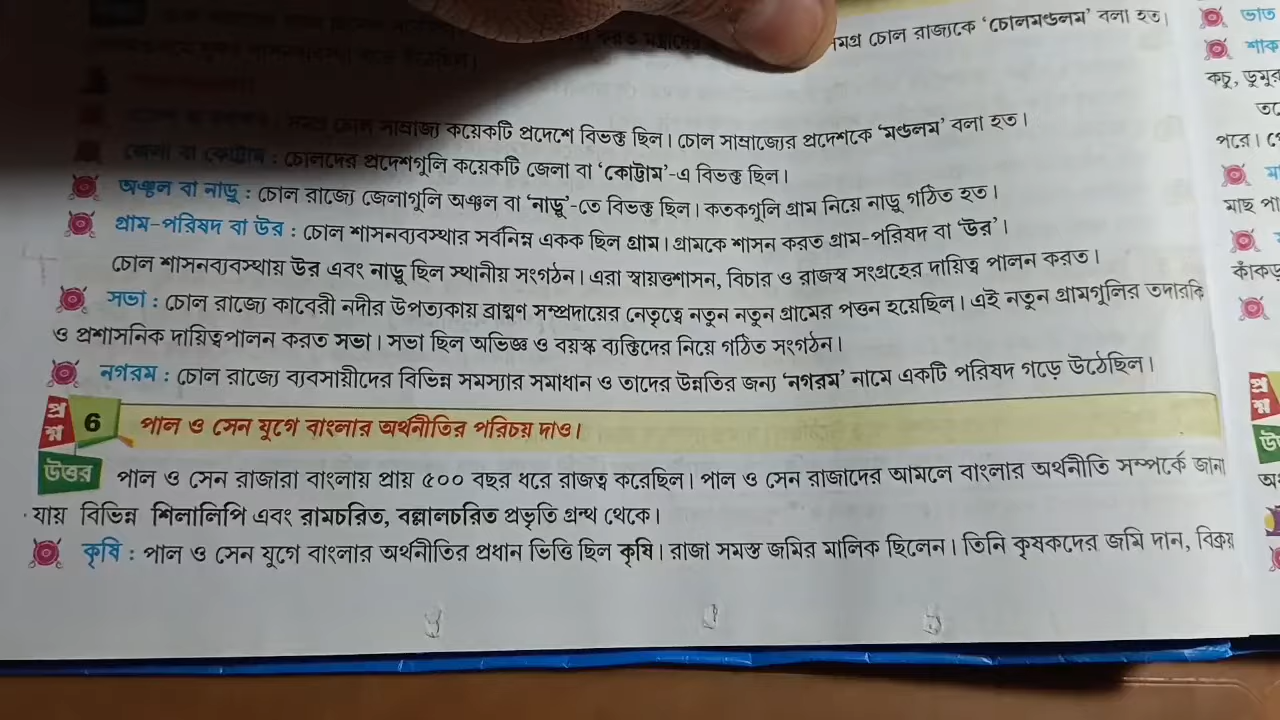 সমগ্র চোল রাজ্যকে ‘চোলমণ্ডলম’ বলা হত।
সাম্রাজ্য কয়েকটি প্রদেশে বিভক্ত ছিল। চোল সাম্রাজ্যের প্রদেশকে ‘মণ্ডলম’ বলা হত।
জেলা বা কোট্টাম : চোলদের প্রদেশগুলি কয়েকটি জেলা বা ‘কোট্টাম’-এ বিভক্ত ছিল।
অঞ্চল বা নাড়ু : চোল রাজ্যে জেলাগুলি অঞ্চল বা ‘নাড়ু’-তে বিভক্ত ছিল। কতকগুলি গ্রাম নিয়ে নাড়ু গঠিত হত।
গ্রাম-পরিষদ বা উর : চোল শাসনব্যবস্থার সর্বনিম্ন একক ছিল গ্রাম। গ্রামকে শাসন করত গ্রাম-পরিষদ বা ‘উর’।
চোল শাসনব্যবস্থায় উর এবং নাড়ু ছিল স্থানীয় সংগঠন। এরা স্বায়ত্তশাসন, বিচার ও রাজস্ব সংগ্রহের দায়িত্ব পালন করত।
সভা : চোল রাজ্যে কাবেরী নদীর উপত্যকায় ব্রাহ্মণ সম্প্রদায়ের নেতৃত্বে নতুন নতুন গ্রামের পত্তন হয়েছিল। এই নতুন গ্রামগুলির তদারকি
ও প্রশাসনিক দায়িত্বপালন করত সভা। সভা ছিল অভিজ্ঞ ও বয়স্ক ব্যক্তিদের নিয়ে গঠিত সংগঠন।
নগরম : চোল রাজ্যে ব্যবসায়ীদের বিভিন্ন সমস্যার সমাধান ও তাদের উন্নতির জন্য ‘নগরম’ নামে একটি পরিষদ গড়ে উঠেছিল।
প্রশ্ন 6 পাল ও সেন যুগে বাংলার অর্থনীতির পরিচয় দাও।
উত্তর পাল ও সেন রাজারা বাংলায় প্রায় ৫০০ বছর ধরে রাজত্ব করেছিল। পাল ও সেন রাজাদের আমলে বাংলার অর্থনীতি সম্পর্কে জানা
যায় বিভিন্ন শিলালিপি এবং রামচরিত, বল্লালচরিত প্রভৃতি গ্রন্থ থেকে।
কৃষি : পাল ও সেন যুগে বাংলার অর্থনীতির প্রধান ভিত্তি ছিল কৃষি। রাজা সমস্ত জমির মালিক ছিলেন। তিনি কৃষকদের জমি দান, বিক্রয়
ভাত
শাক
কচু, ডুমুর
পরে।
মাছ